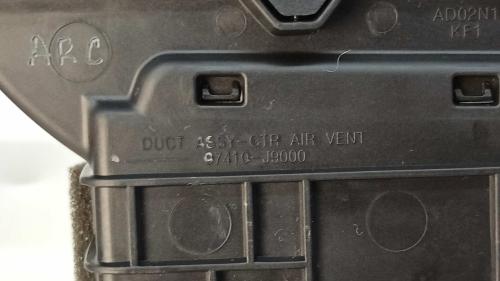 ARC
AD02N1
KF1
DUCT ASSY-CTR AIR VENT
97410-J9000